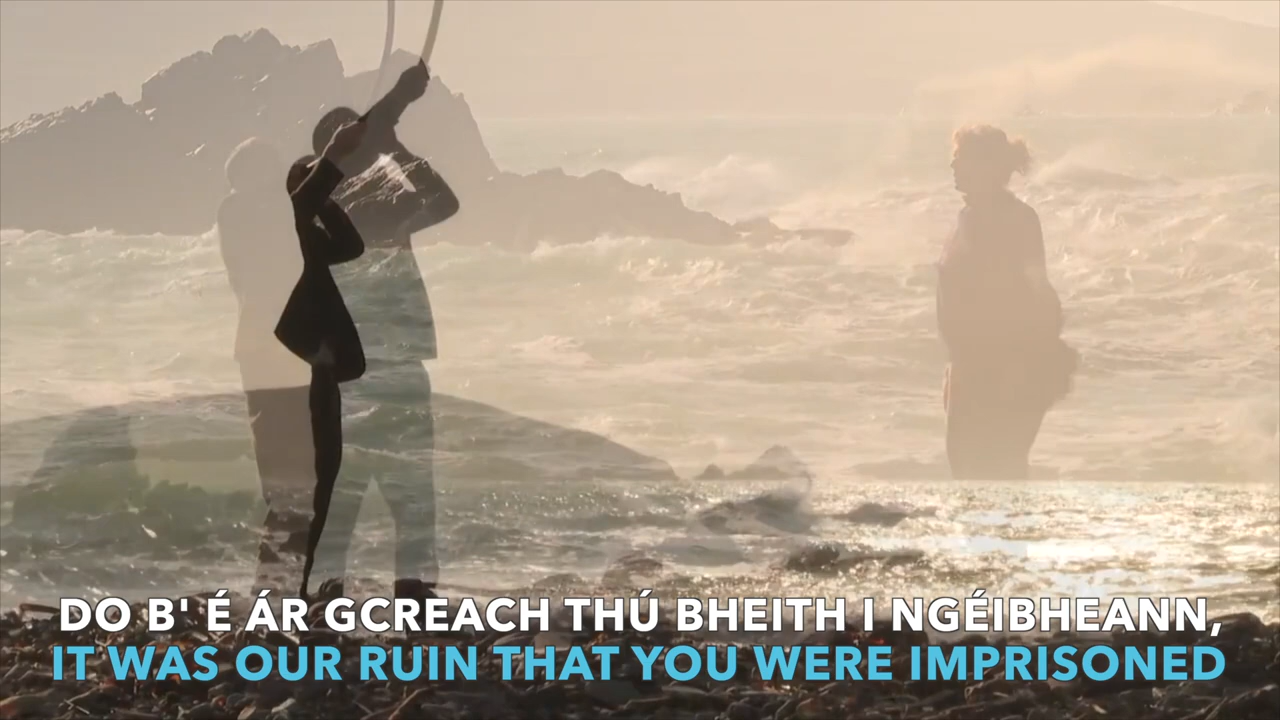 DO B' É ÁR GCREACH THÚ BHEITH I NGÉIBHEANN,
IT WAS OUR RUIN THAT YOU WERE IMPRISONED